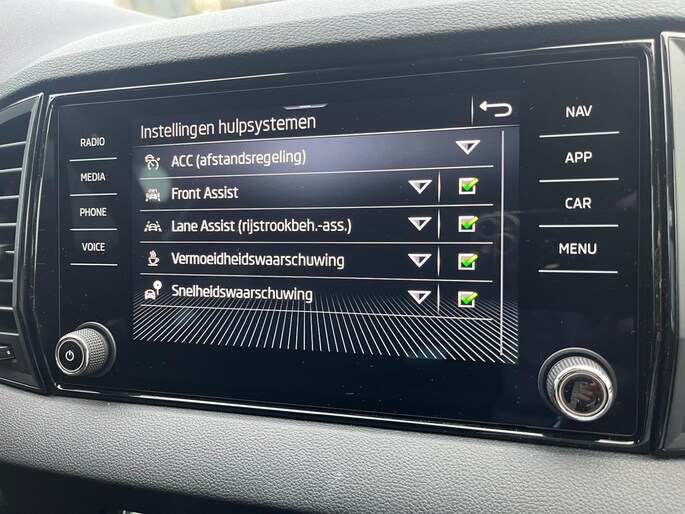 Instellingen hulpsystemen
ACC (afstandsregeling)
Front Assist
Lane Assist (rijstrookbeh.-ass.)
Vermoeidheidswaarschuwing
Snelheidswaarschuwing
RADIO
MEDIA
PHONE
VOICE
NAV
APP
CAR
MENU